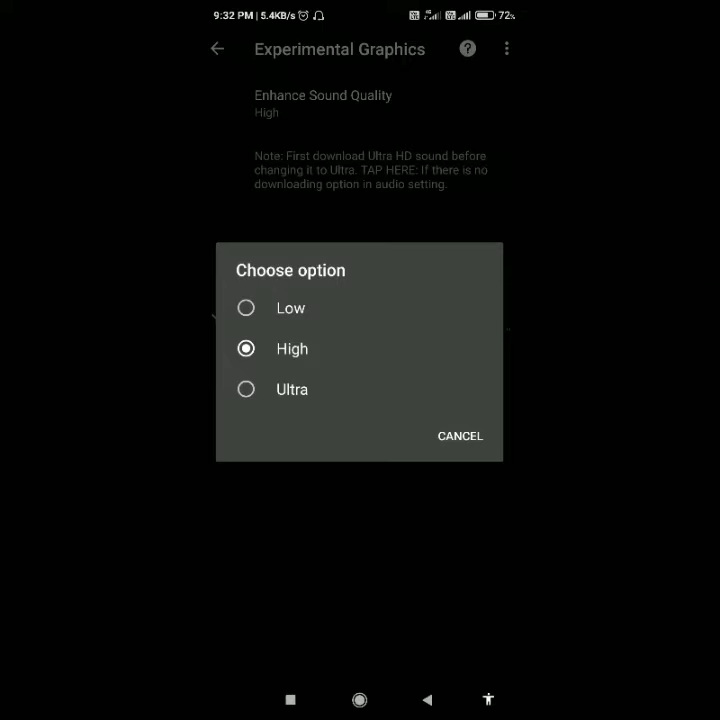 9:32 PM | 5.4KB/s
72%
Experimental Graphics
Enhance Sound Quality
High
Note: First download Ultra HD sound before
changing it to Ultra. TAP HERE: If there is no
downloading option in audio setting.
Choose option
Low
High
Ultra
CANCEL